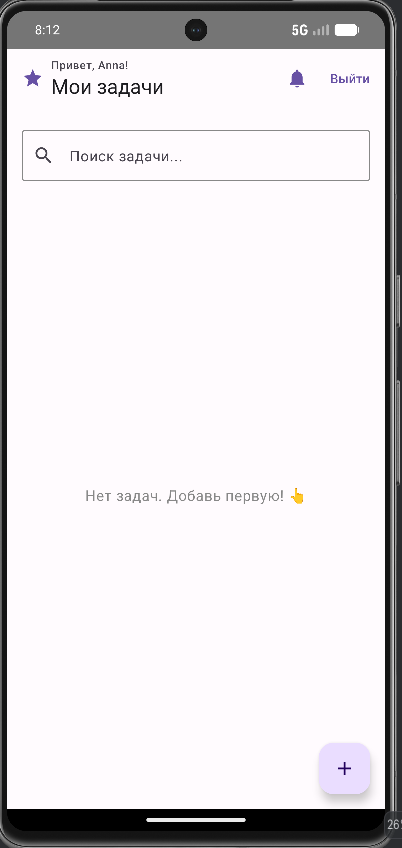 8:12
5G
Привет, Anna!
Мои задачи
Выйти
Поиск задачи...
Нет задач. Добавь первую! 👆
+
26